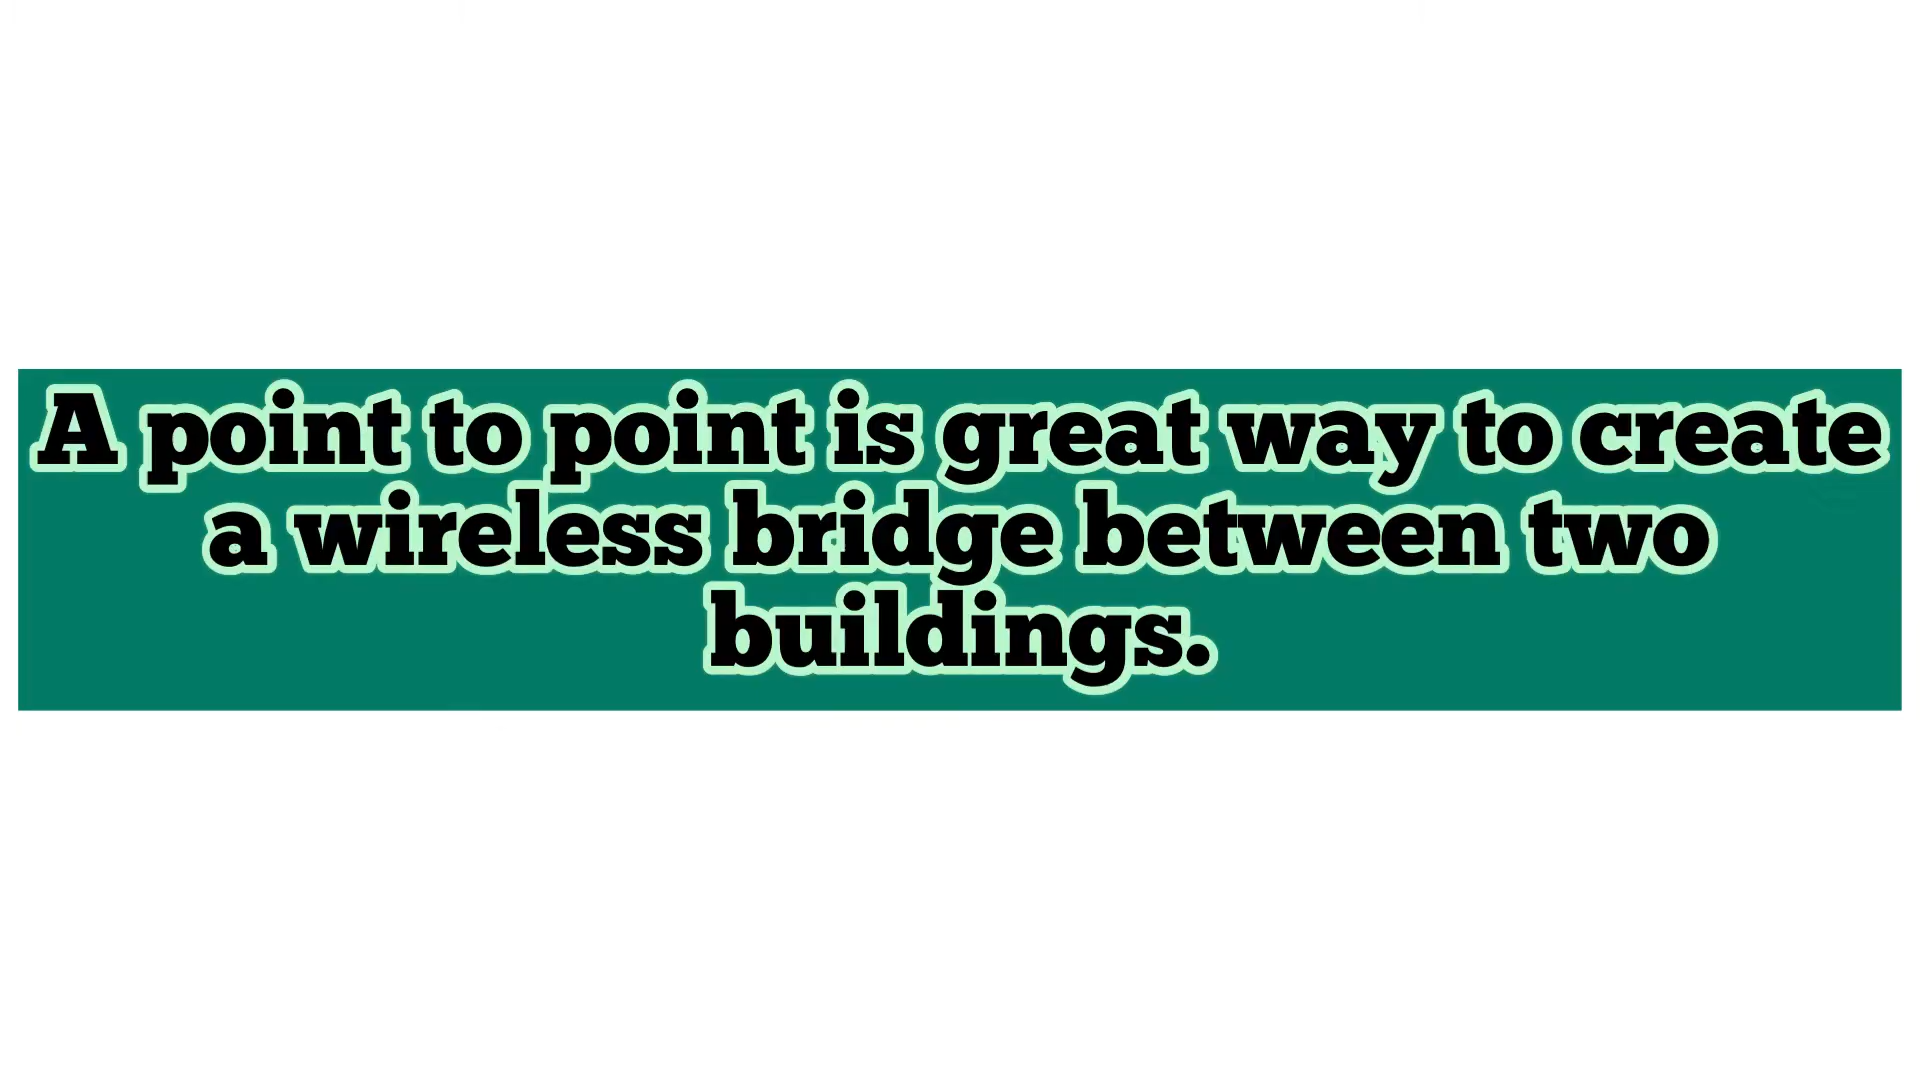 A point to point is great way to create
a wireless bridge between two
buildings.